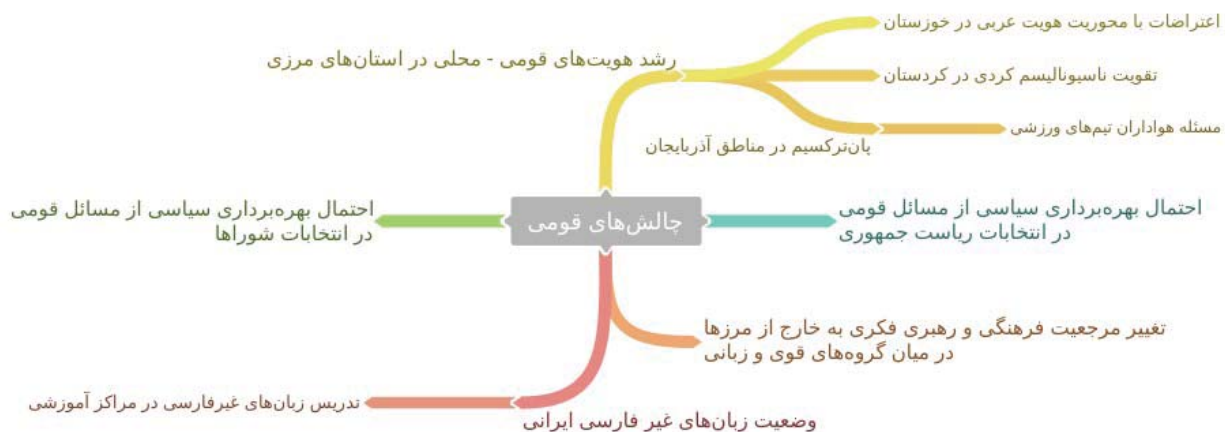 اعتراضات با محوریت هویت عربی در خوزستان
رشد هویت‌های قومی - محلی در استان‌های مرزی
تقویت ناسیونالیسم کردی در کردستان
مسئله هواداران تیم‌های ورزشی
پان‌ترکسیم در مناطق آذربایجان
احتمال بهره‌برداری سیاسی از مسائل قومی
در انتخابات ریاست جمهوری
چالش‌های قومی
احتمال بهره‌برداری سیاسی از مسائل قومی
در انتخابات شوراها
تغییر مرجعیت فرهنگی و رهبری فکری به خارج از مرزها
در میان گروه‌های قوی و زبانی
وضعیت زبان‌های غیر فارسی ایرانی
تدریس زبان‌های غیرفارسی در مراکز آموزشی